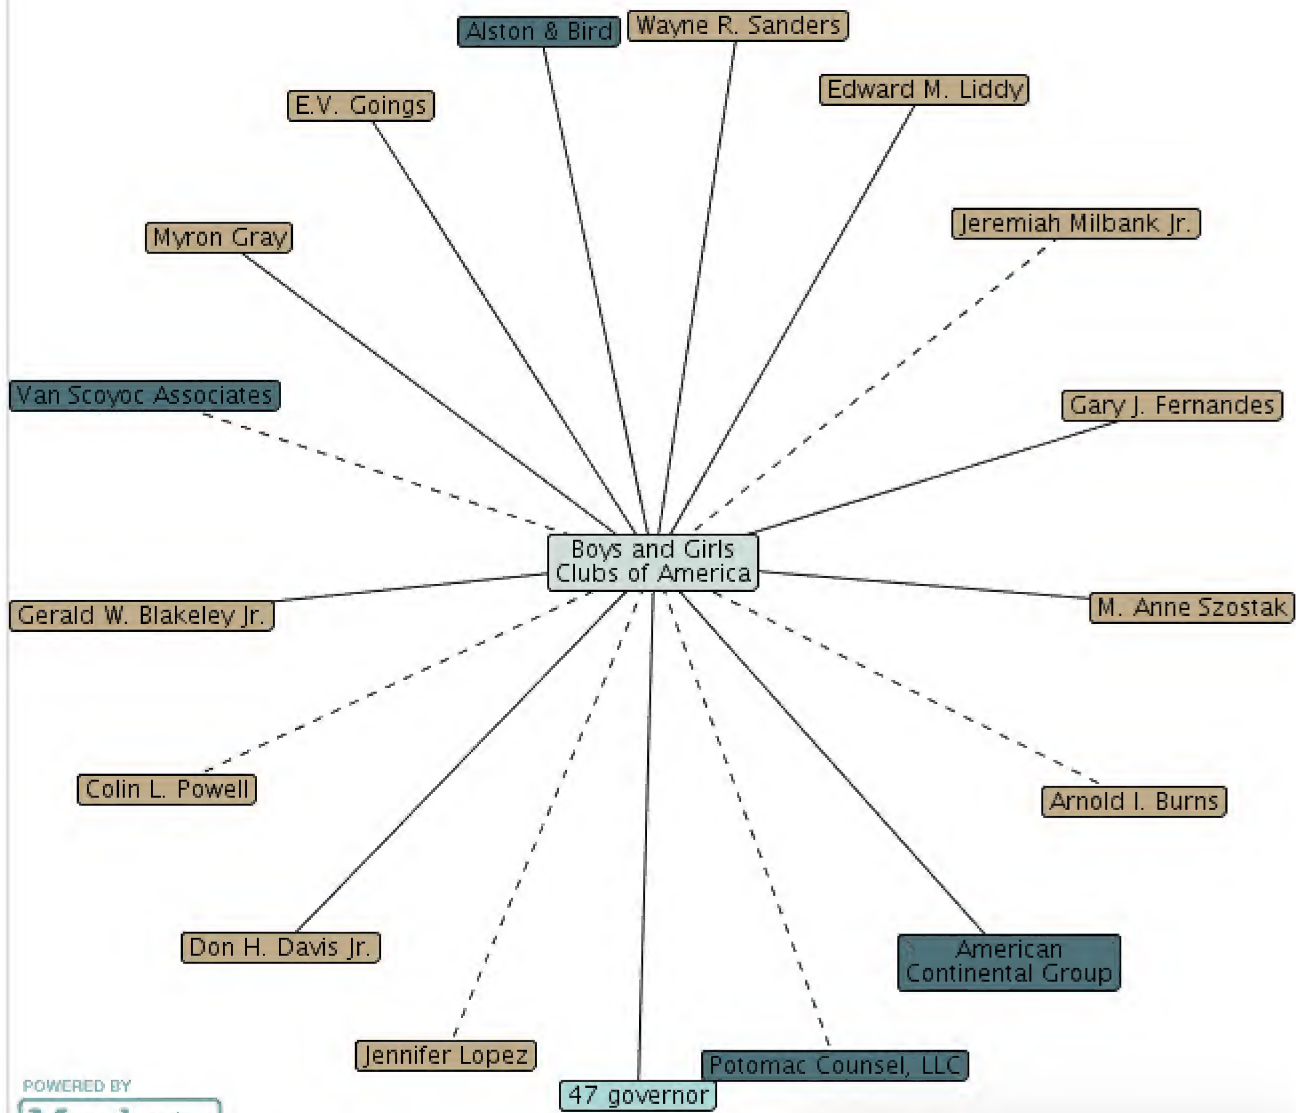 Alston & Bird
Wayne R. Sanders
Edward M. Liddy
E.V. Goings
Jeremiah Milbank Jr.
Myron Gray
Van Scoyoc Associates
Gary J. Fernandes
Boys and Girls
Clubs of America
Gerald W. Blakeley Jr.
M. Anne Szostak
Colin L. Powell
Arnold I. Burns
Don H. Davis Jr.
American
Continental Group
Jennifer Lopez
Potomac Counsel, LLC
47 governor
POWERED BY